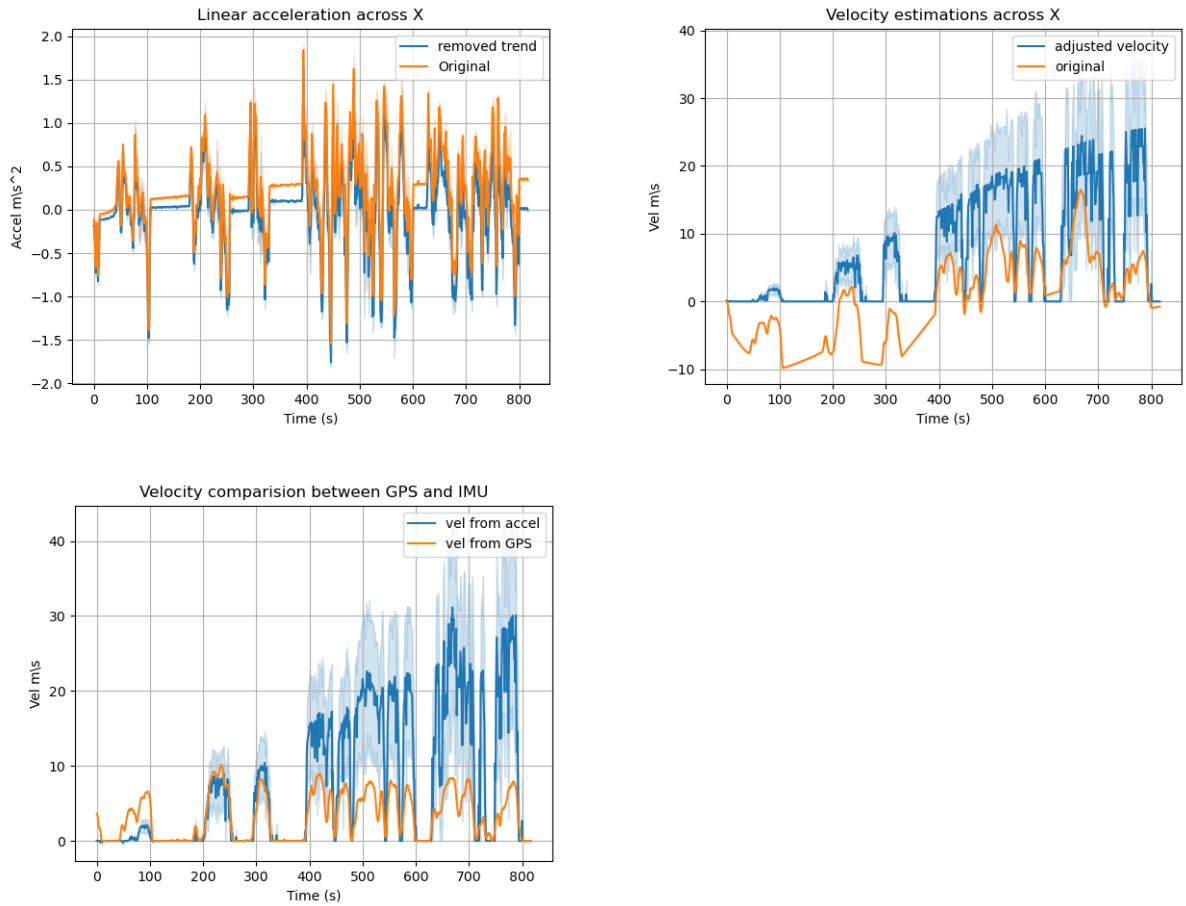 Linear acceleration across X
removed trend
Original
2.0
1.5
1.0
0.5
0.0
−0.5
−1.0
−1.5
−2.0
Accel m\s^2
0 100 200 300 400 500 600 700 800
Time (s)
Velocity estimations across X
adjusted velocity
original
40
30
20
10
0
−10
Vel m\s
0 100 200 300 400 500 600 700 800
Time (s)
Velocity comparision between GPS and IMU
vel from accel
vel from GPS
40
30
20
10
0
Vel m\s
0 100 200 300 400 500 600 700 800
Time (s)